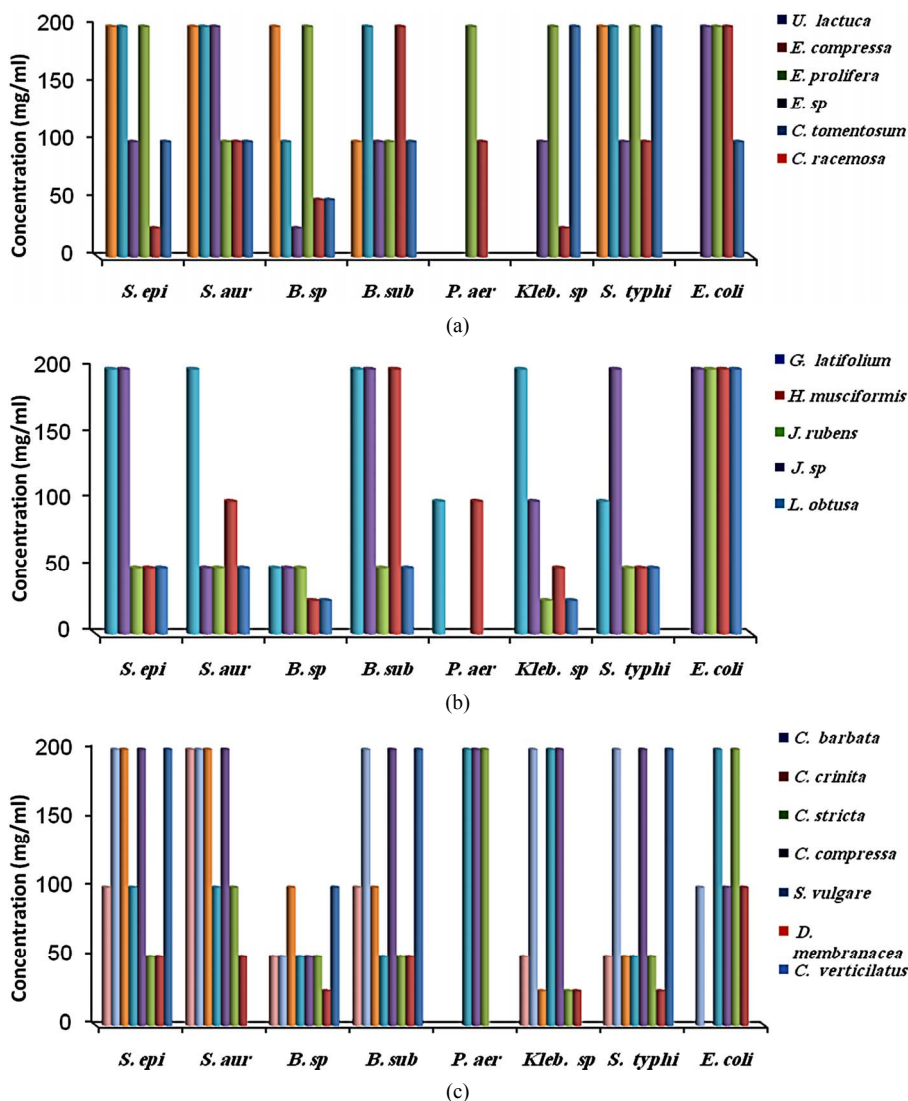 Concentration (mg/ml)
200
150
100
50
0
S. epi S. aur B. sp B. sub P. aer Kleb. sp S. typhi E. coli
U. lactuca
E. compressa
E. prolifera
E. sp
C. tomentosum
C. racemosa
(a)
Concentration (mg/ml)
200
150
100
50
0
S. epi S. aur B. sp B. sub P. aer Kleb. sp S. typhi E. coli
G. latifolium
H. musciformis
J. rubens
J. sp
L. obtusa
(b)
Concentration (mg/ml)
200
150
100
50
0
S. epi S. aur B. sp B. sub P. aer Kleb. sp S. typhi E. coli
C. barbata
C. crinita
C. stricta
C. compressa
S. vulgare
D.
membranacea
C. verticilatus
(c)